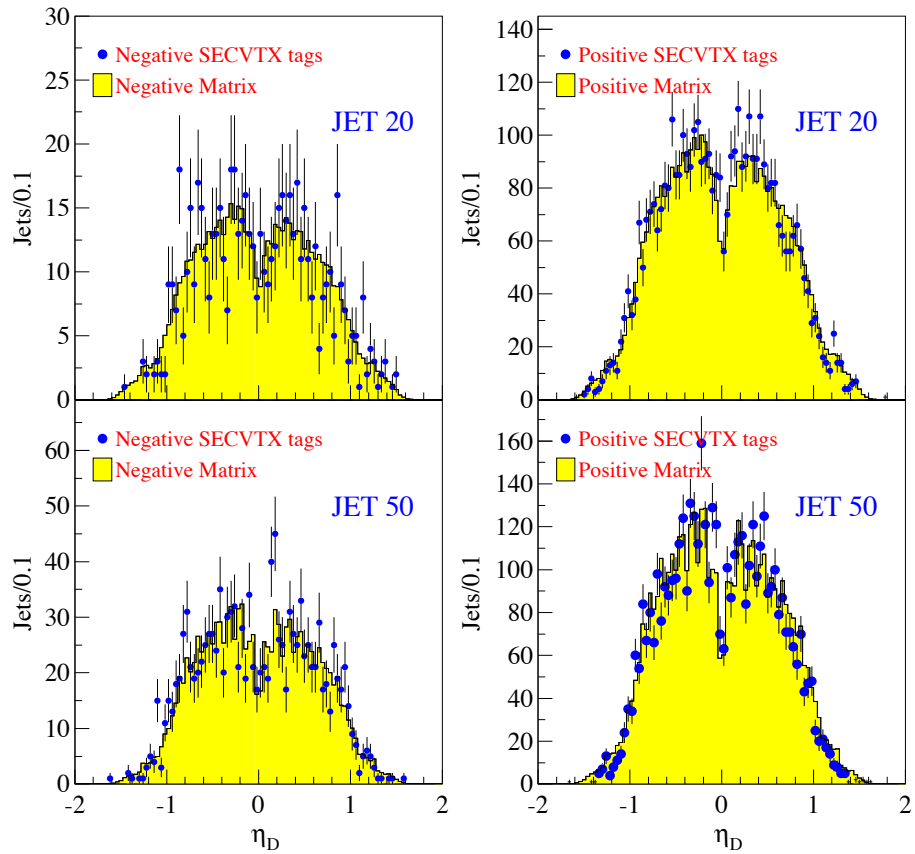 Jets/0.1
30
25
20
15
10
5
0
Negative SECVTX tags
Negative Matrix
JET 20
Jets/0.1
140
120
100
80
60
40
20
0
Positive SECVTX tags
Positive Matrix
JET 20
Jets/0.1
60
50
40
30
20
10
0
Negative SECVTX tags
Negative Matrix
JET 50
-2 -1 0 1 2
ηD
Jets/0.1
160
140
120
100
80
60
40
20
0
Positive SECVTX tags
Positive Matrix
JET 50
-2 -1 0 1 2
ηD